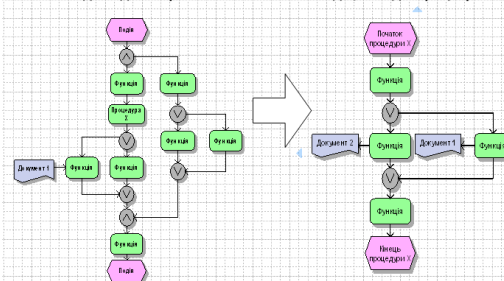 Подія
Функція
Функція
Процедура
X
Функція
Функція
Документ 1
Функція
Функція
Функція
Подія
Початок
процедури X
Функція
Документ 2
Функція
Документ 1
Функція
Функція
Кінець
процедури X